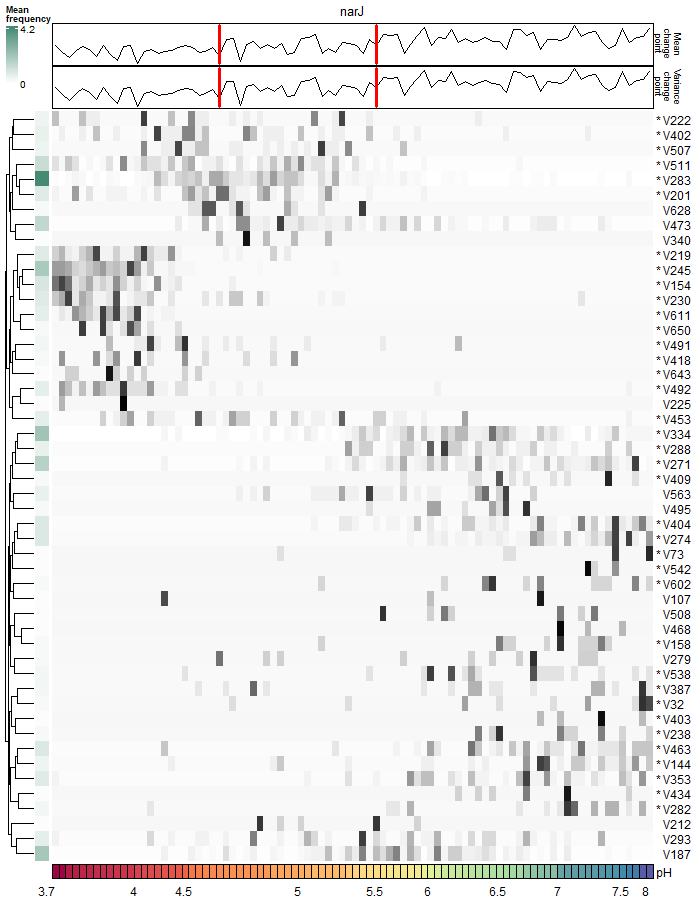 narJ
Mean
frequency
4.2
0
Mean
change
point
Variance
change
point
* V222
* V402
* V507
* V511
* V283
* V201
V628
V473
V340
* V219
* V245
* V154
* V230
* V611
* V650
* V491
* V418
* V643
* V492
V225
* V453
* V334
* V288
* V271
* V409
V563
V495
* V404
* V274
* V73
* V542
* V602
V107
V508
V468
* V158
V279
* V538
* V387
* V32
* V403
* V238
* V463
* V144
* V353
* V434
* V282
V212
V293
V187
pH
3.7 4 4.5 5 5.5 6 6.5 7 7.5 8